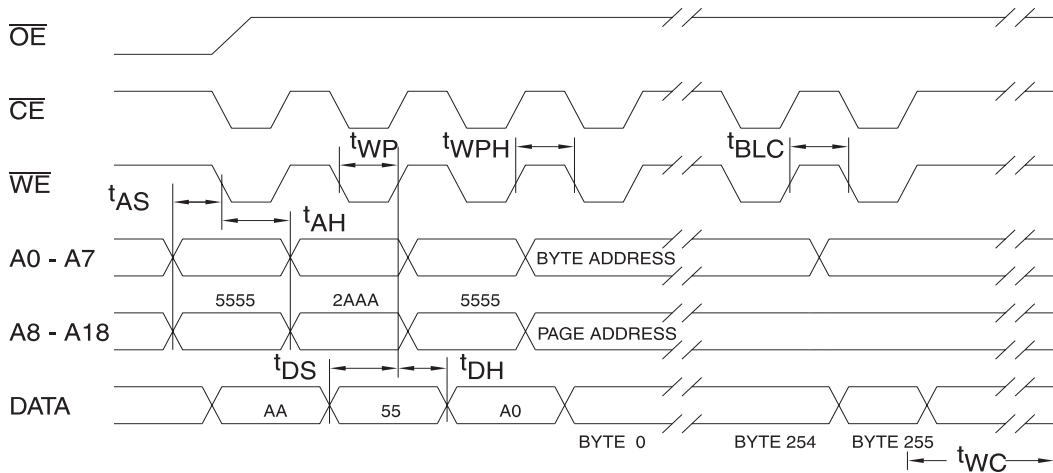 OE
CE
tWP tWPH tBLC
WE
tAS
tAH
A0 - A7 BYTE ADDRESS
5555 2AAA 5555
A8 - A18 PAGE ADDRESS
tDS tDH
DATA AA 55 A0
BYTE 0 BYTE 254 BYTE 255
tWC